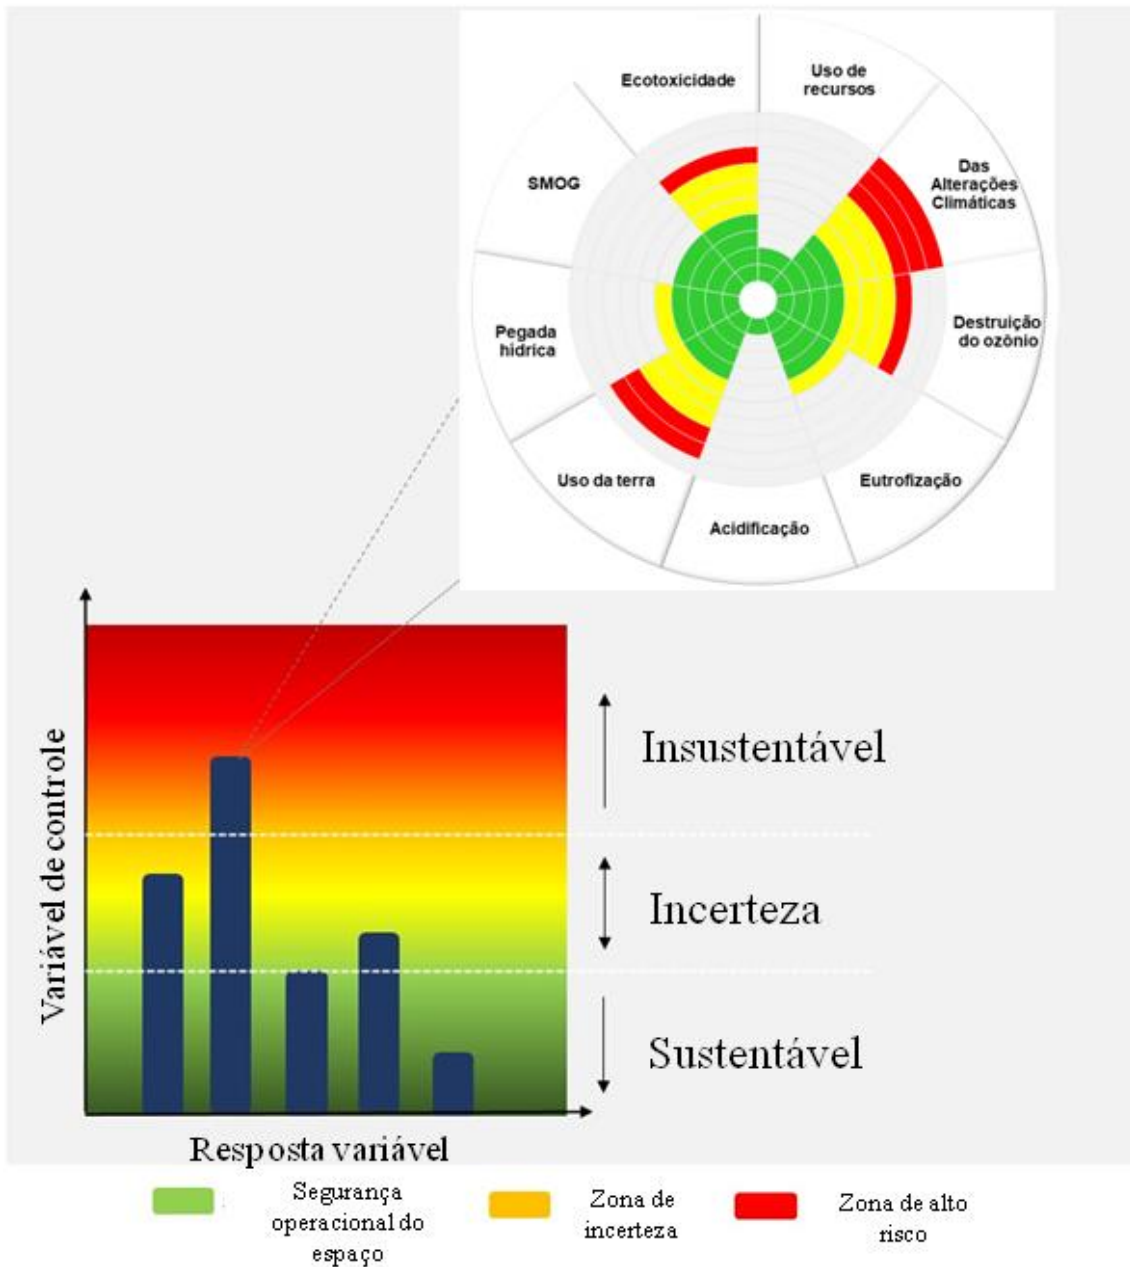 Ecotoxicidade
Uso de
recursos
SMOG
Das
Alterações
Climáticas
Pegada
hídrica
Destruição
do ozônio
Uso da terra
Eutrofização
Acidificação
Variável de controle
Insustentável
Incerteza
Sustentável
Resposta variável
Segurança
operacional do
espaço
Zona de
incerteza
Zona de alto
risco